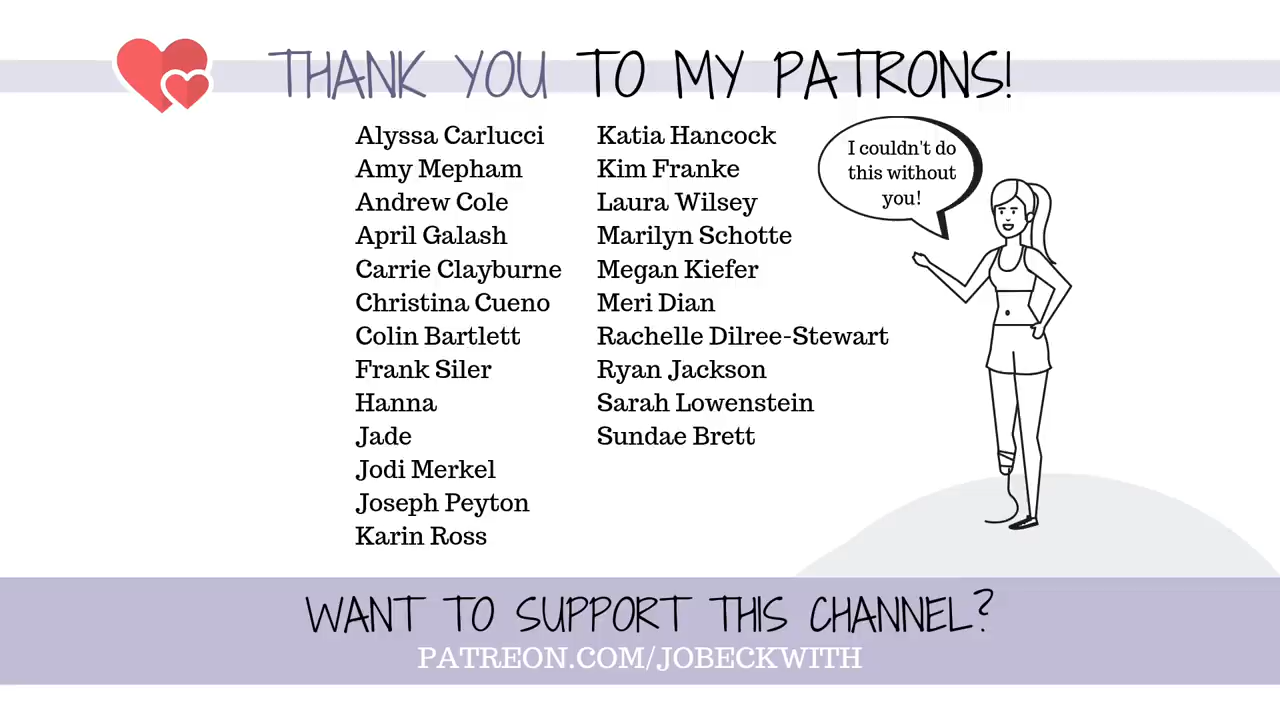 THANK YOU TO MY PATRONS!
Alyssa Carlucci
Amy Mepham
Andrew Cole
April Galash
Carrie Clayburne
Christina Cueno
Colin Bartlett
Frank Siler
Hanna
Jade
Jodi Merkel
Joseph Peyton
Karin Ross
Katia Hancock
Kim Franke
Laura Wilsey
Marilyn Schotte
Megan Kiefer
Meri Dian
Rachelle Dilree-Stewart
Ryan Jackson
Sarah Lowenstein
Sundae Brett
I couldn't do
this without
you!
WANT TO SUPPORT THIS CHANNEL?
PATREON.COM/JOBECKWITH